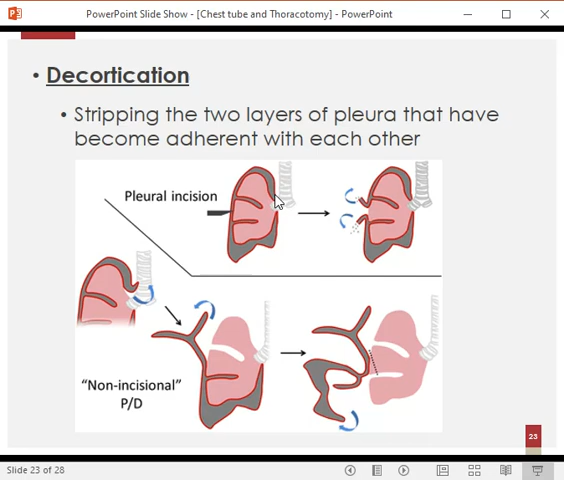 PowerPoint Slide Show - [Chest tube and Thoracotomy] - PowerPoint
• Decortication
• Stripping the two layers of pleura that have
become adherent with each other
Pleural incision
“Non-incisional”
P/D
23
Slide 23 of 28